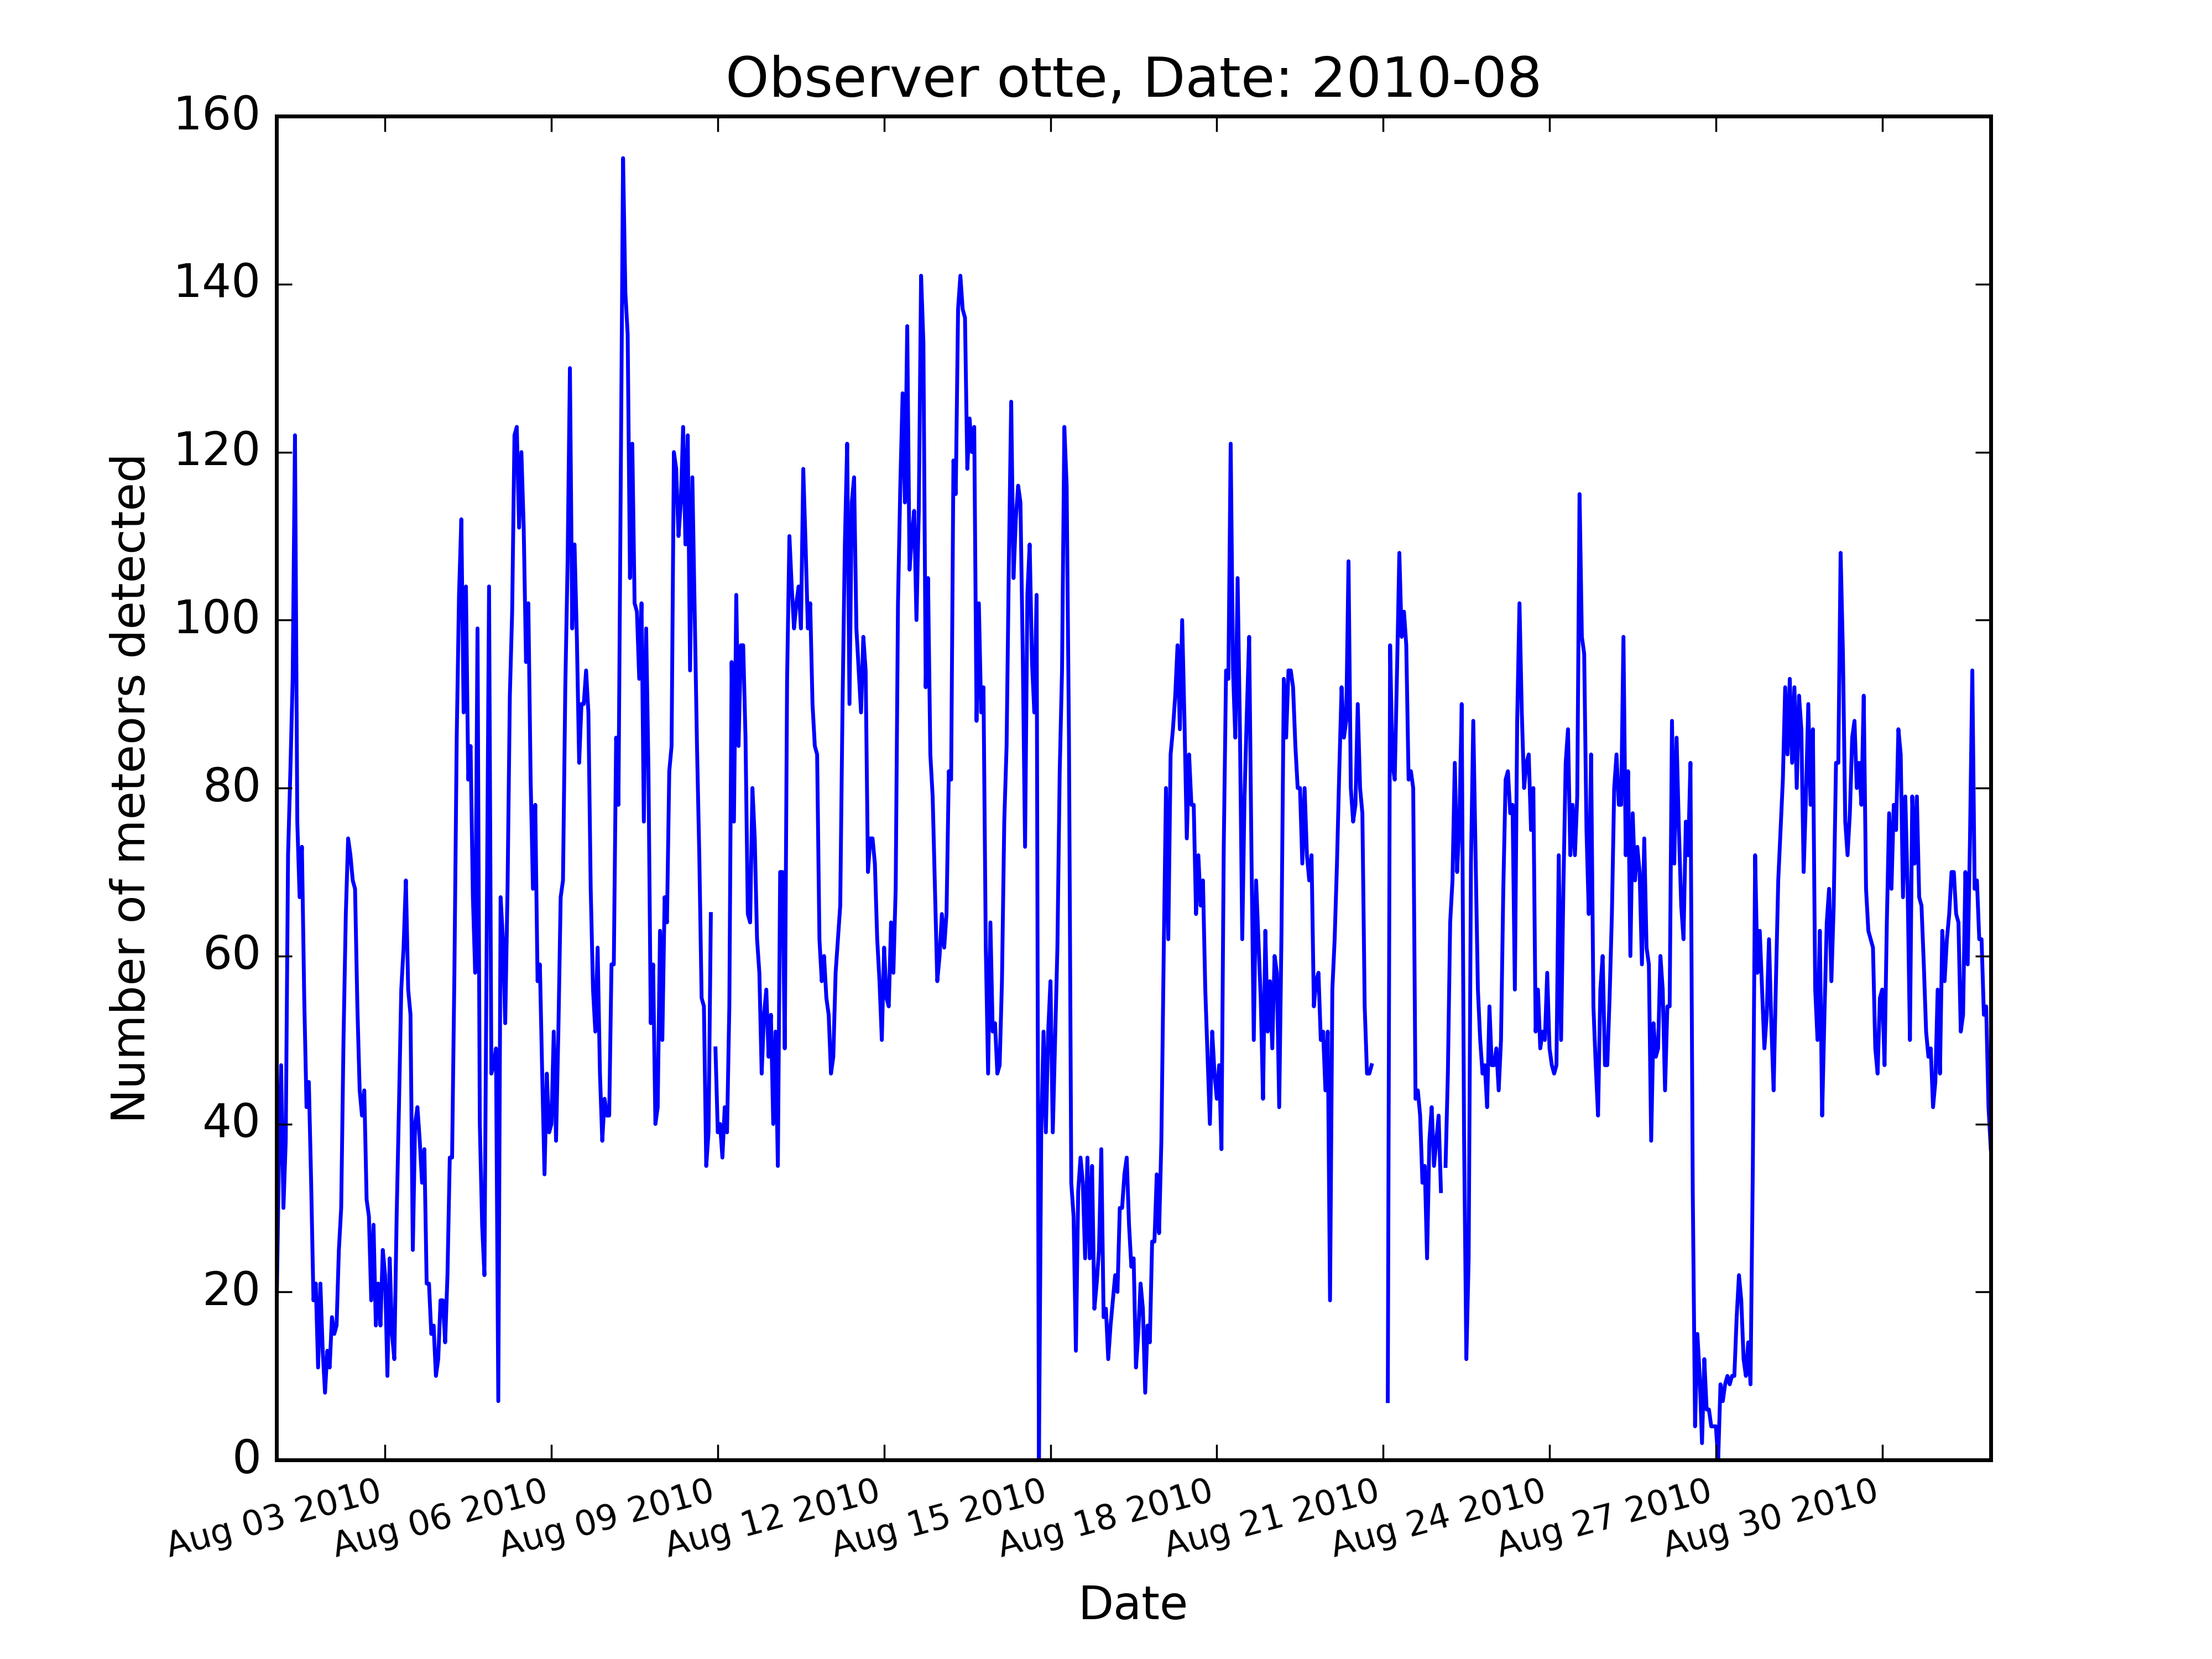 Observer otte, Date: 2010-08
160
140
120
100
80
60
40
20
0
Number of meteors detected
Aug 03 2010
Aug 06 2010
Aug 09 2010
Aug 12 2010
Aug 15 2010
Aug 18 2010
Aug 21 2010
Aug 24 2010
Aug 27 2010
Aug 30 2010
Date